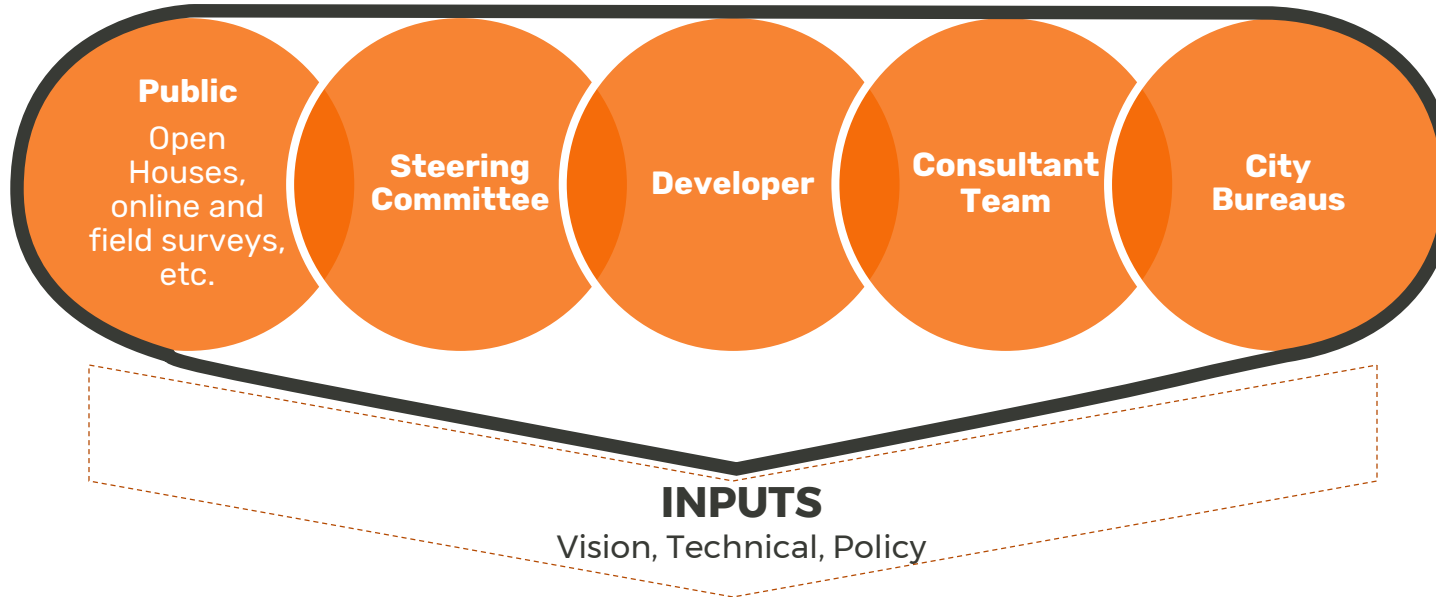 Public
Open
Houses,
online and
field surveys,
etc.
Steering
Committee
Developer
Consultant
Team
City
Bureaus
INPUTS
Vision, Technical, Policy